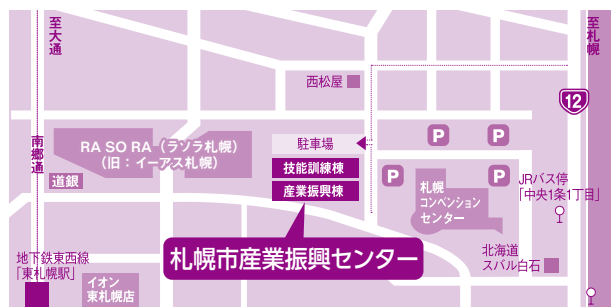 至大通
至札幌
西松屋
12
南郷通
RA SO RA（ラソラ札幌）
（旧：イーアス札幌）
道銀
駐車場
技能訓練棟
産業振興棟
P
P
P
P
札幌
コンベンション
センター
JRバス停
「中央1条1丁目」
札幌市産業振興センター
地下鉄東西線
「東札幌駅」
イオン
東札幌店
北海道
スバル白石